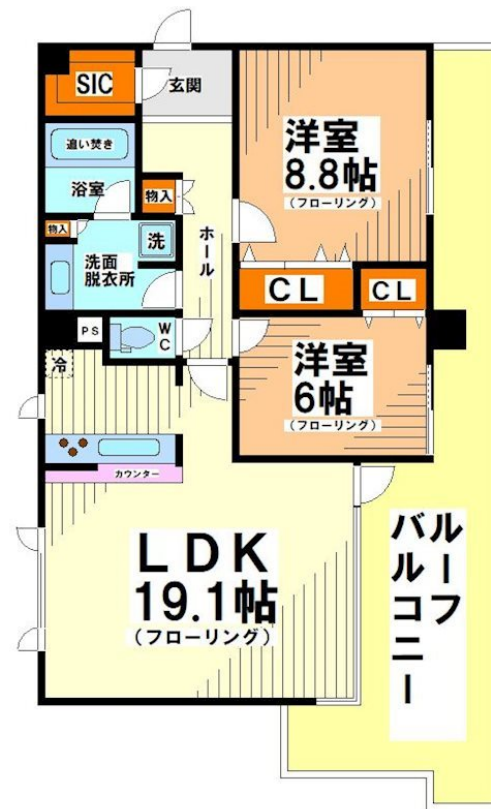 SIC
玄関
追い焚き
浴室
物入
洋室
8.8帖
(フローリング)
物入
洗
洗面
脱衣所
ホール
CL
CL
PS
WC
冷
洋室
6帖
(フローリング)
カウンター
LDK
19.1帖
(フローリング)
ルーフ
バルコニー